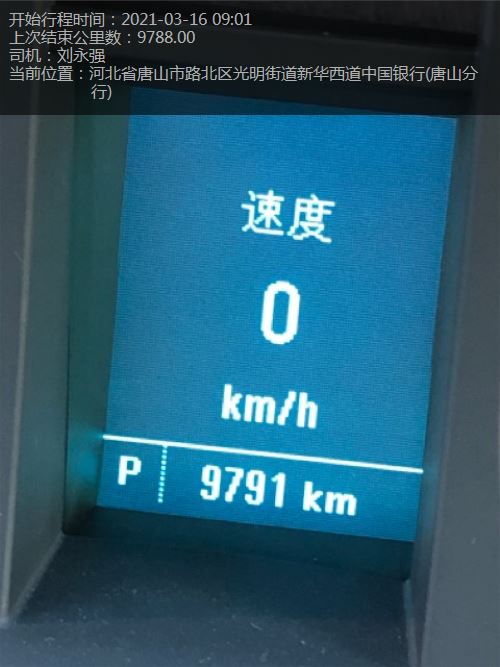 开始行程时间：2021-03-16 09:01
上次结束公里数：9788.00
司机：刘永强
当前位置：河北省唐山市路北区光明街道新华西道中国银行(唐山分
行)
速度
0
km/h
P 9791 km